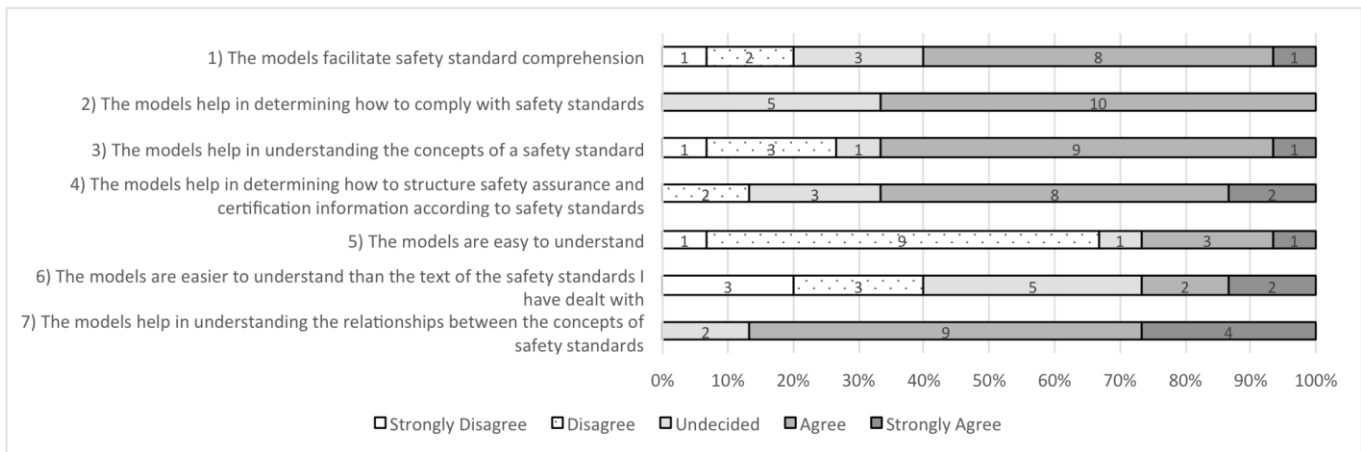 1) The models facilitate safety standard comprehension
1 2 3 8 1
2) The models help in determining how to comply with safety standards
5 10
3) The models help in understanding the concepts of a safety standard
1 3 1 9 1
4) The models help in determining how to structure safety assurance and
certification information according to safety standards
2 3 8 2
5) The models are easy to understand
1 9 1 3 1
6) The models are easier to understand than the text of the safety standards I
have dealt with
3 3 5 2 2
7) The models help in understanding the relationships between the concepts of
safety standards
2 9 4
0% 10% 20% 30% 40% 50% 60% 70% 80% 90% 100%
Strongly Disagree Disagree Undecided Agree Strongly Agree